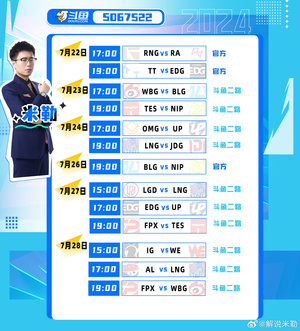 斗鱼 5067522
2024
米勒
7月22日
17:00 RNG VS RA 官方
19:00 TT VS EDG 官方
7月23日
17:00 WBG VS BLG 斗鱼二路
19:00 TES VS NIP 斗鱼二路
7月24日
17:00 OMG VS UP 斗鱼二路
19:00 LNG VS JDG 斗鱼二路
7月26日
19:00 BLG VS NIP 官方
7月27日
15:00 LGD VS LNG 斗鱼二路
17:00 EDG VS UP 斗鱼二路
19:00 FPX VS TES 斗鱼二路
7月28日
15:00 IG VS WE 斗鱼二路
17:00 AL VS LNG 斗鱼二路
19:00 FPX VS WBG 斗鱼二路
@解说米勒